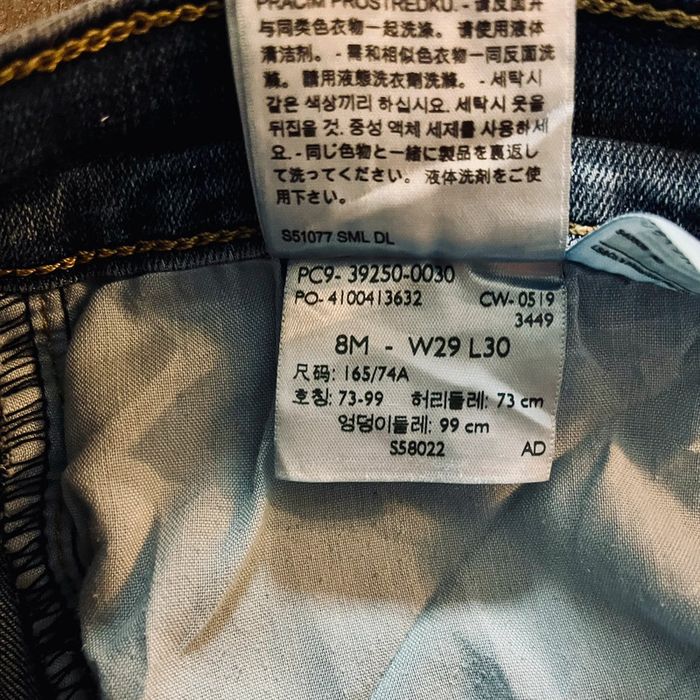 PRACÍM PROSTREDKU. - 请反面并
与同类色衣物一起洗涤。请使用液体
清洁剂。 - 需和相似色衣物一同反面洗
滌。請用液態洗衣劑洗滌。 - 세탁시
같은 색상끼리 하십시요. 세탁시 옷을
뒤집을 것. 중성 액체 세제를 사용하세
요. - 同じ色物と一緒に製品を裏返し
て洗ってください。 液体洗剤をご使
用下さい。
S51077 SML DL
PC9- 39250-0030
PO- 4100413632 CW- 0519
3449
8M - W29 L30
尺码: 165/74A
호칭: 73-99 허리둘레: 73 cm
엉덩이둘레: 99 cm
S58022 AD